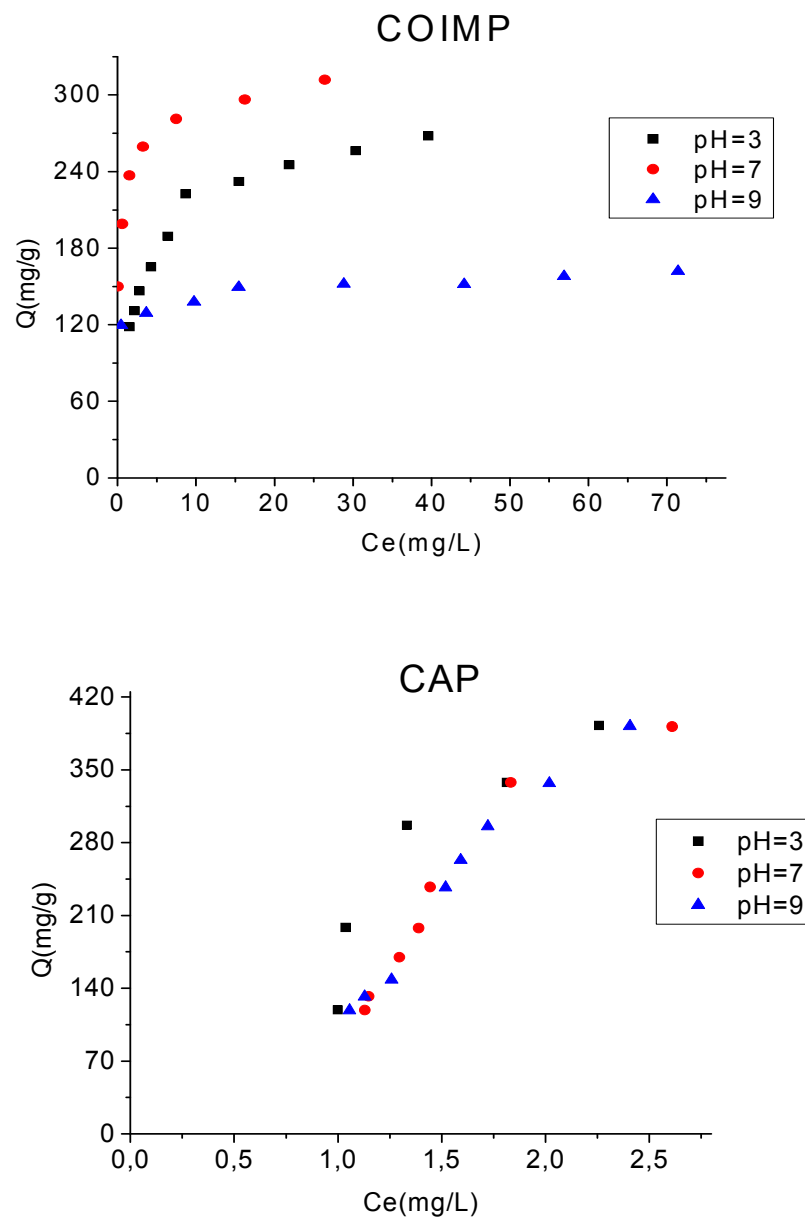 COIMP
300
240
180
120
60
0
Q(mg/g)
pH=3
pH=7
pH=9
0 10 20 30 40 50 60 70
Ce(mg/L)
CAP
420
350
280
210
140
70
0
Q(mg/g)
pH=3
pH=7
pH=9
0,0 0,5 1,0 1,5 2,0 2,5
Ce(mg/L)